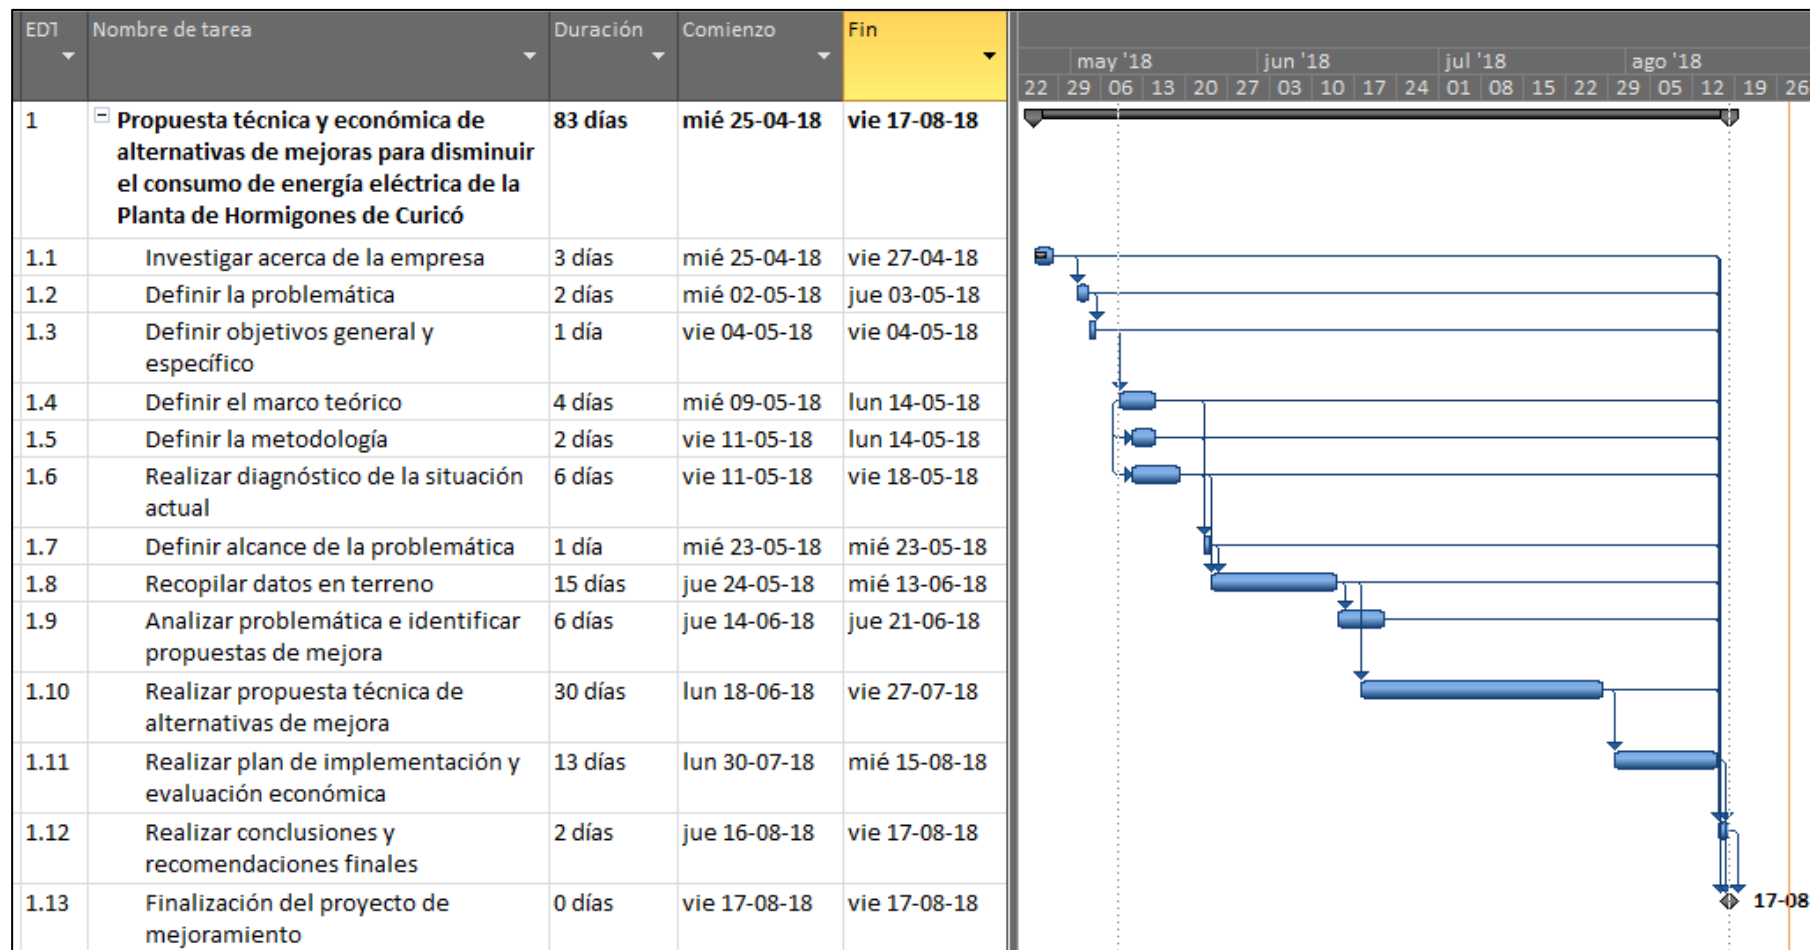 EDT Nombre de tarea Duración Comienzo Fin
may '18 jun '18 jul '18 ago '18
22 29 06 13 20 27 03 10 17 24 01 08 15 22 29 05 12 19 26
1 Propuesta técnica y económica de 83 días mié 25-04-18 vie 17-08-18
alternativas de mejoras para disminuir
el consumo de energía eléctrica de la
Planta de Hormigones de Curicó
1.1 Investigar acerca de la empresa 3 días mié 25-04-18 vie 27-04-18
1.2 Definir la problemática 2 días mié 02-05-18 jue 03-05-18
1.3 Definir objetivos general y 1 día vie 04-05-18 vie 04-05-18
específico
1.4 Definir el marco teórico 4 días mié 09-05-18 lun 14-05-18
1.5 Definir la metodología 2 días vie 11-05-18 lun 14-05-18
1.6 Realizar diagnóstico de la situación 6 días vie 11-05-18 vie 18-05-18
actual
1.7 Definir alcance de la problemática 1 día mié 23-05-18 mié 23-05-18
1.8 Recopilar datos en terreno 15 días jue 24-05-18 mié 13-06-18
1.9 Analizar problemática e identificar 6 días jue 14-06-18 jue 21-06-18
propuestas de mejora
1.10 Realizar propuesta técnica de 30 días lun 18-06-18 vie 27-07-18
alternativas de mejora
1.11 Realizar plan de implementación y 13 días lun 30-07-18 mié 15-08-18
evaluación económica
1.12 Realizar conclusiones y 2 días jue 16-08-18 vie 17-08-18
recomendaciones finales
1.13 Finalización del proyecto de 0 días vie 17-08-18 vie 17-08-18 17-08
mejoramiento